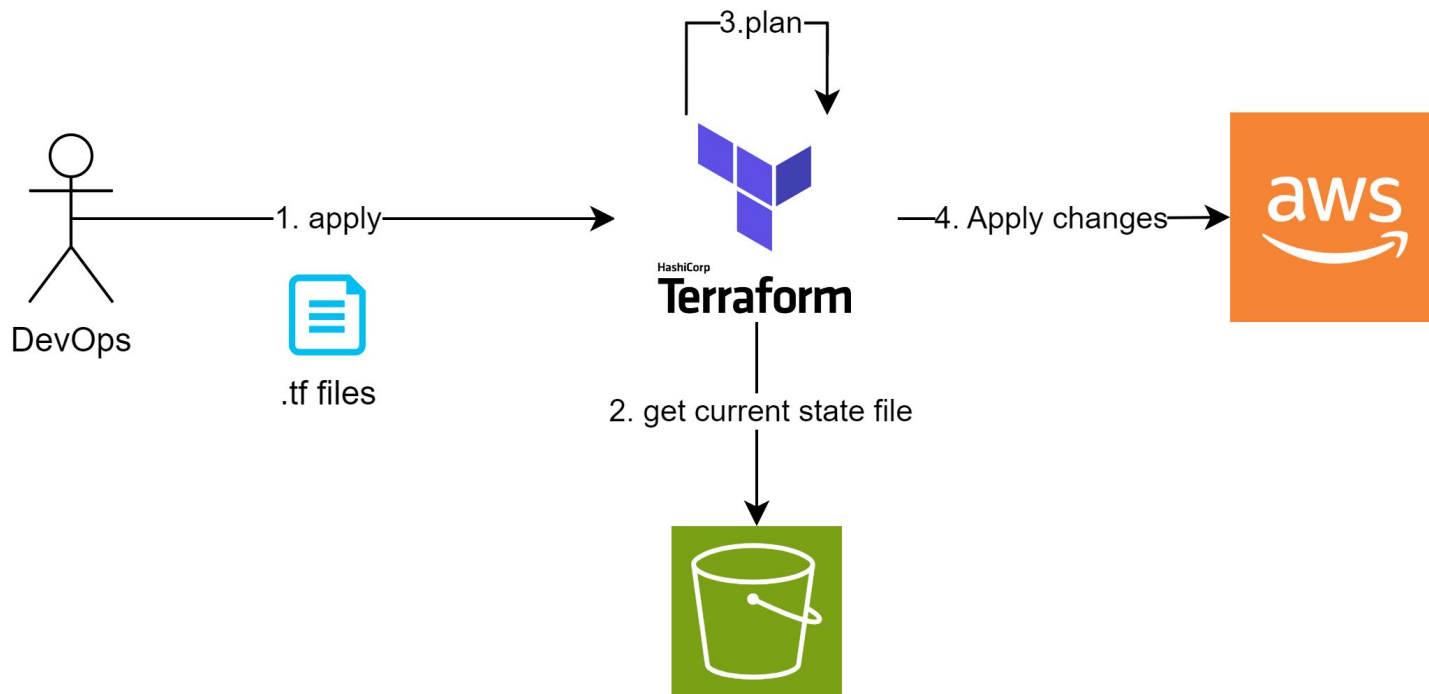 3.plan
1. apply
4. Apply changes
aws
HashiCorp
Terraform
DevOps
.tf files
2. get current state file